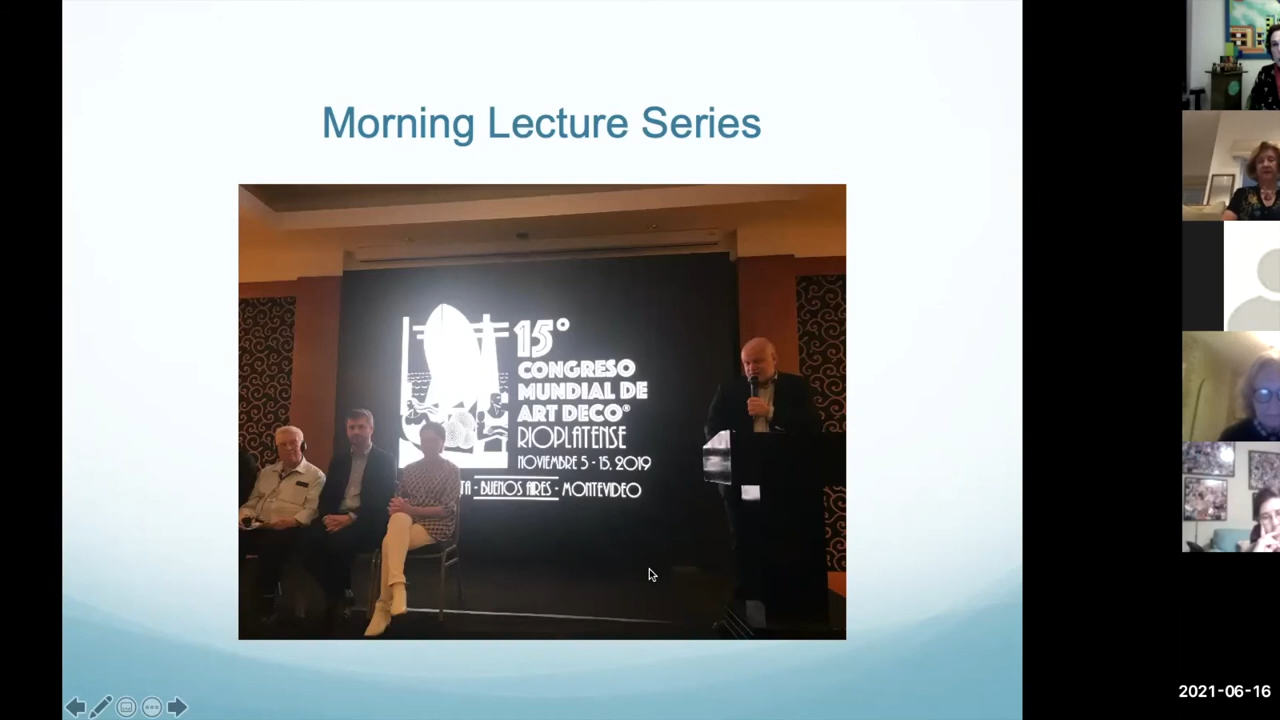 Morning Lecture Series
15°
CONGRESO
MUNDIAL DE
ART DECO®
RIOPLATENSE
NOVIEMBRE 5 - 15, 2019
TA - BUENOS AIRES - MONTEVIDEO
2021-06-16